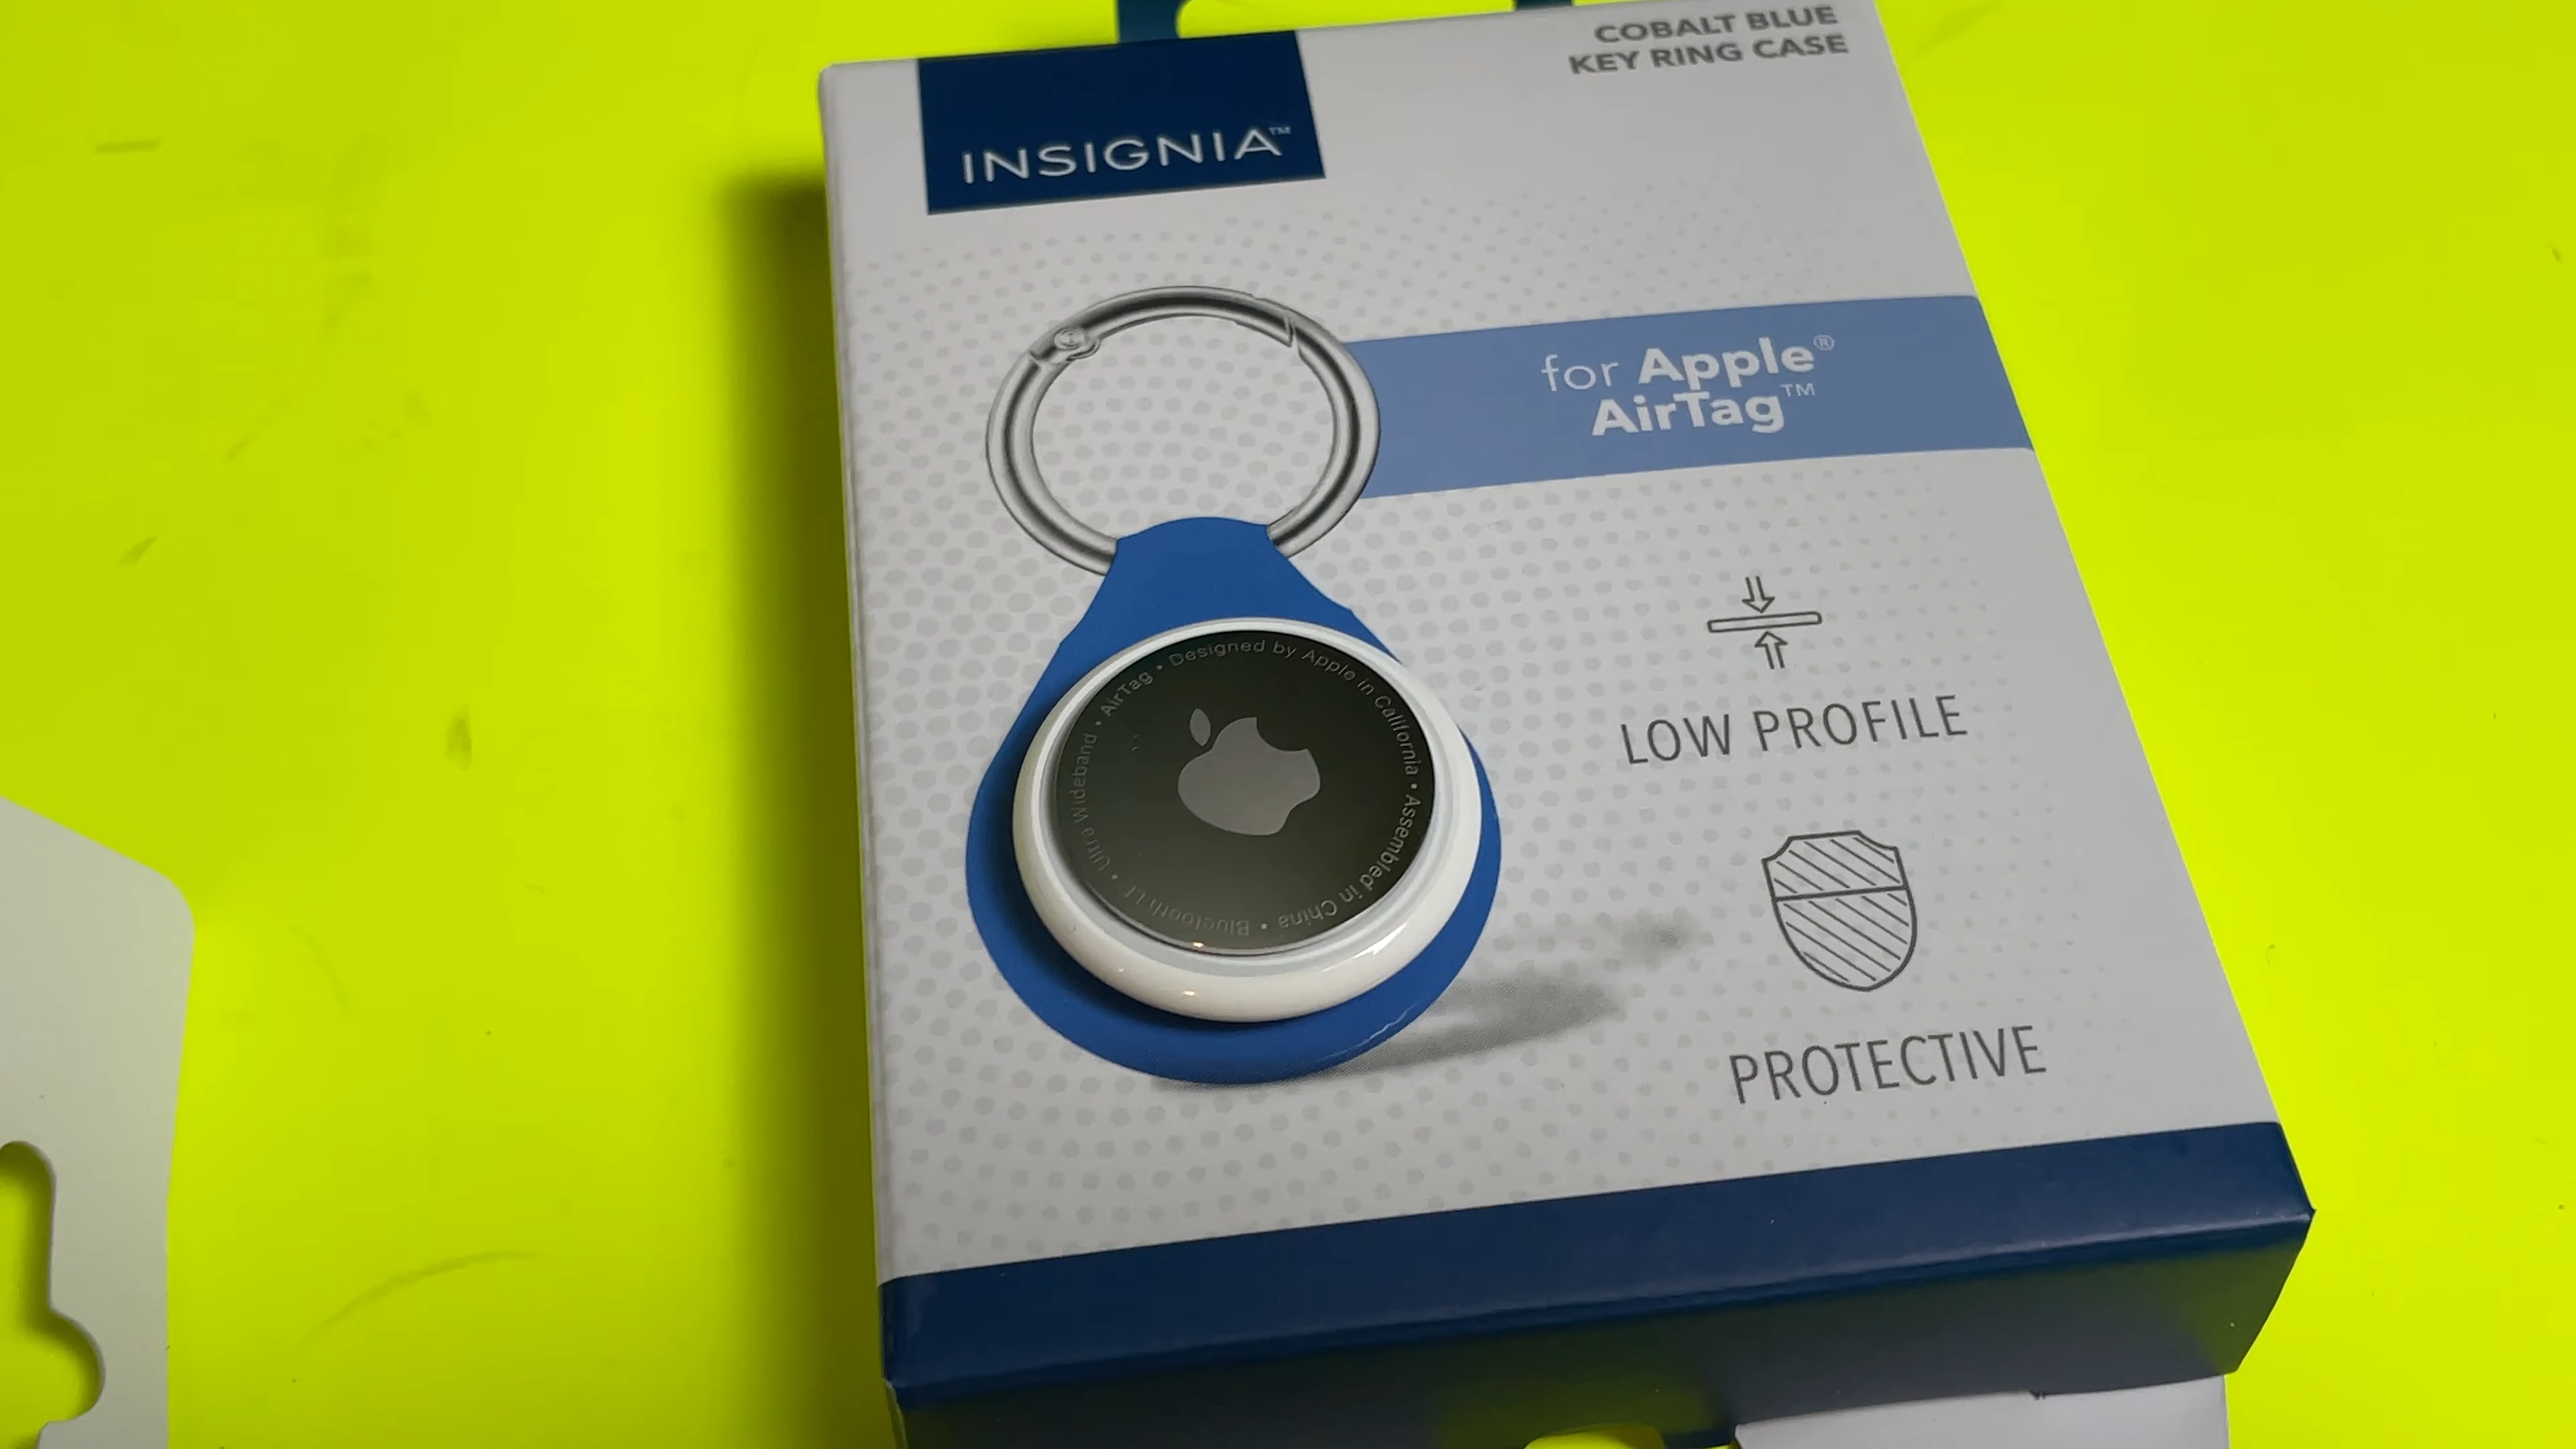 COBALT BLUE
KEY RING CASE
INSIGNIA™
for Apple®
AirTag™
AirTag • Designed by Apple in California • Assembled in China • Bluetooth LE • Ultra Wideband •
LOW PROFILE
PROTECTIVE